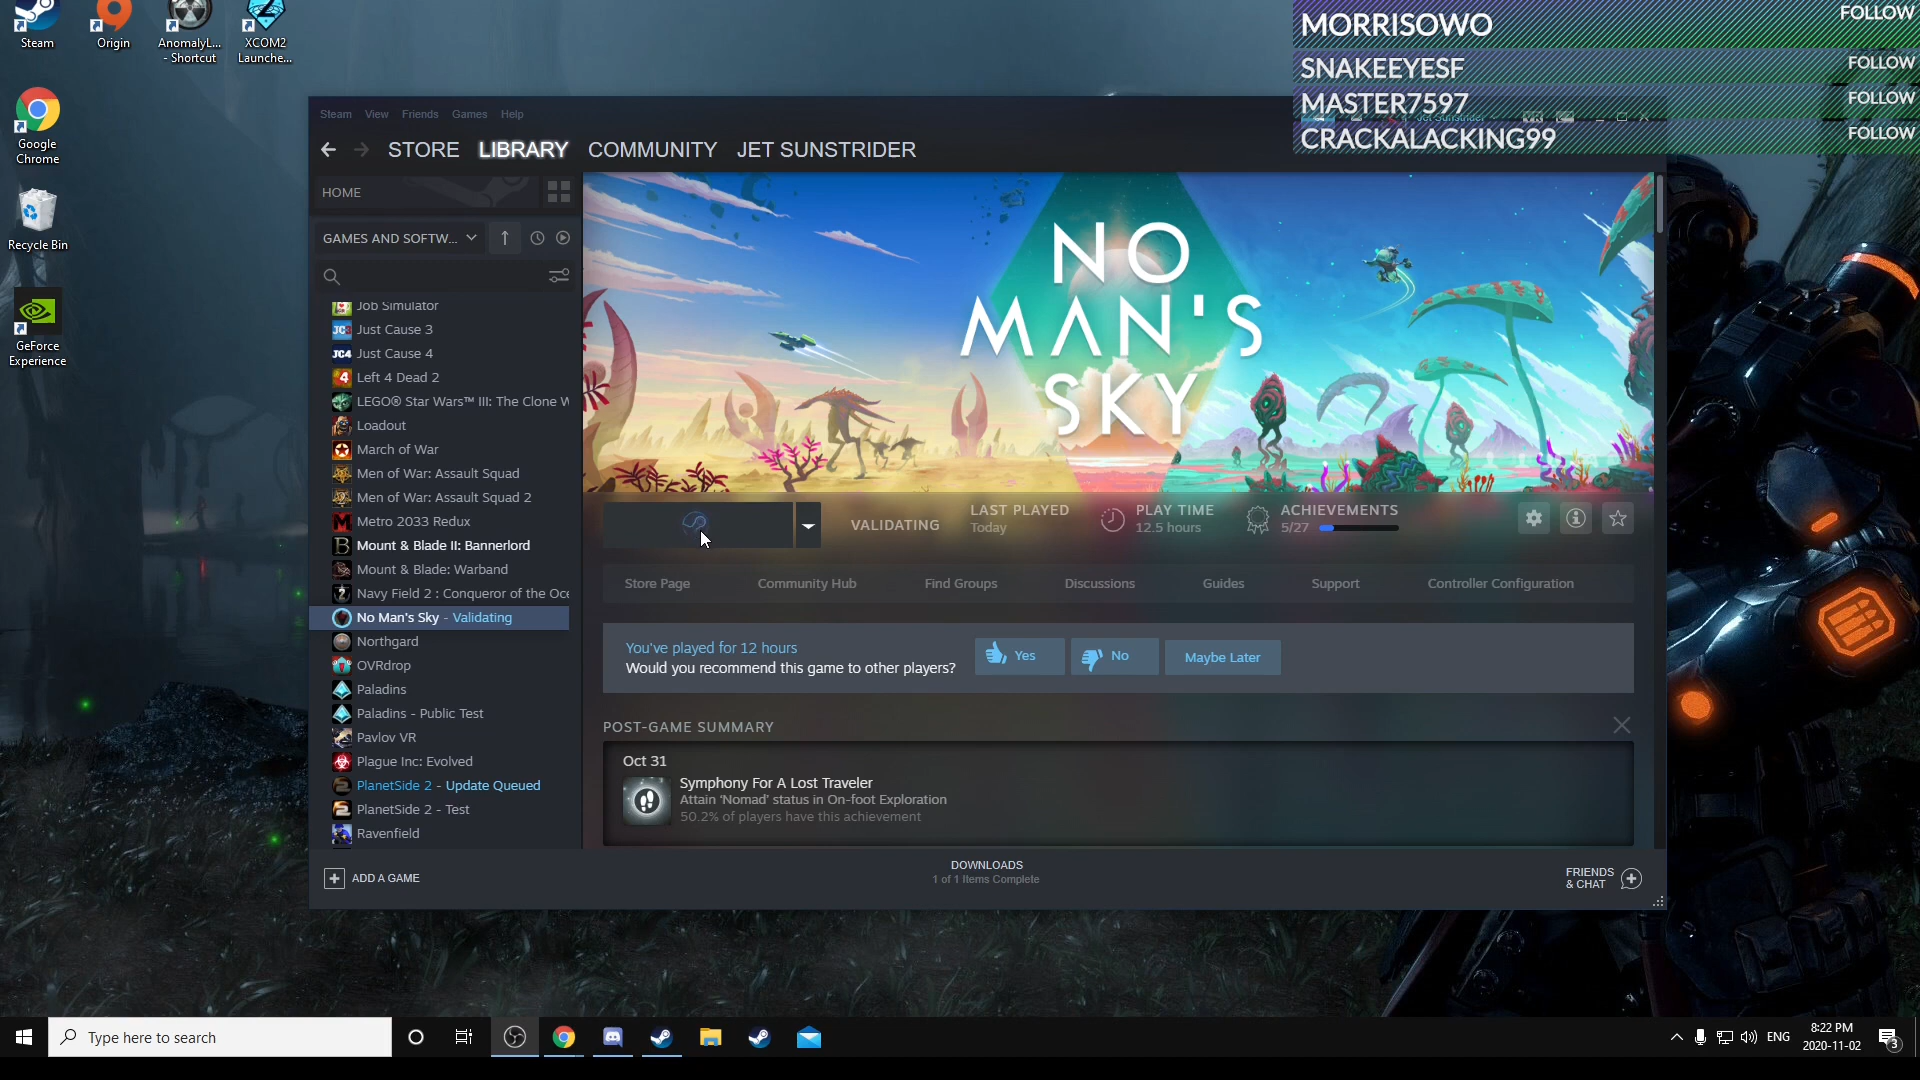 Steam
Origin
AnomalyL...
- Shortcut
XCOM2
Launche...
Google
Chrome
Recycle Bin
GeForce
Experience
MORRISOWO FOLLOW
SNAKEEYESF FOLLOW
MASTER7597 FOLLOW
CRACKALACKING99 FOLLOW
Steam View Friends Games Help
Jet Sunstrider
STORE LIBRARY COMMUNITY JET SUNSTRIDER
HOME
GAMES AND SOFTW...
Job Simulator
Just Cause 3
Just Cause 4
Left 4 Dead 2
LEGO® Star Wars™ III: The Clone W
Loadout
March of War
Men of War: Assault Squad
Men of War: Assault Squad 2
Metro 2033 Redux
Mount & Blade II: Bannerlord
Mount & Blade: Warband
Navy Field 2 : Conqueror of the Oce
No Man's Sky - Validating
Northgard
OVRdrop
Paladins
Paladins - Public Test
Pavlov VR
Plague Inc: Evolved
PlanetSide 2 - Update Queued
PlanetSide 2 - Test
Ravenfield
NO
MAN'S
SKY
VALIDATING
LAST PLAYED
Today
PLAY TIME
12.5 hours
ACHIEVEMENTS
5/27
Store Page Community Hub Find Groups Discussions Guides Support Controller Configuration
You've played for 12 hours
Would you recommend this game to other players? Yes No Maybe Later
POST-GAME SUMMARY
Oct 31
Symphony For A Lost Traveler
Attain 'Nomad' status in On-foot Exploration
50.2% of players have this achievement
ADD A GAME
DOWNLOADS
1 of 1 Items Complete
FRIENDS
& CHAT
Type here to search
ENG
8:22 PM
2020-11-02
3